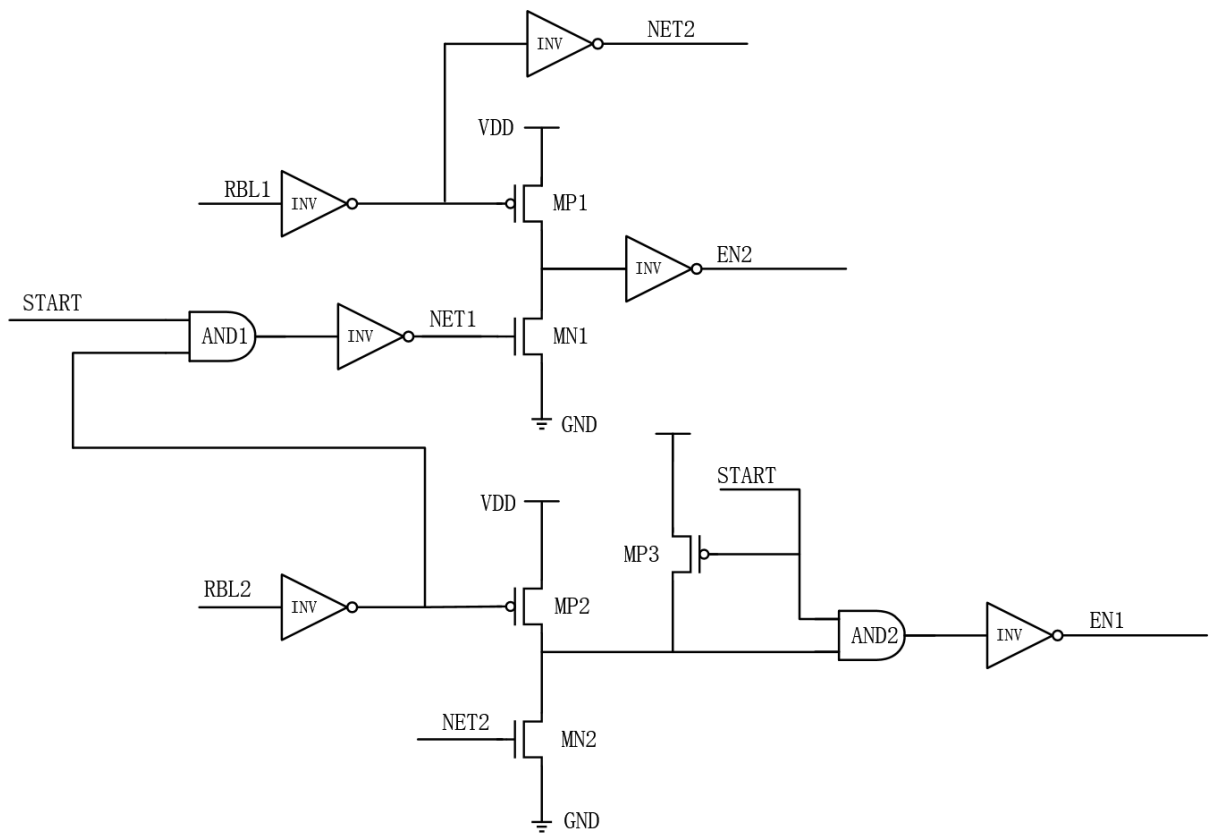 INV
NET2
VDD
RBL1
INV
MP1
INV
EN2
START
AND1
INV
NET1
MN1
GND
START
VDD
MP3
RBL2
INV
MP2
AND2
INV
EN1
NET2
MN2
GND